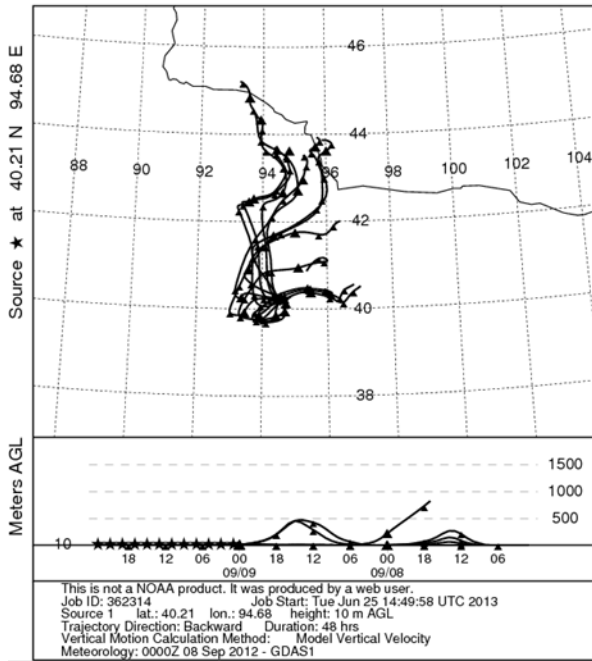 Source ★ at 40.21 N 94.68 E
46
44
88
90
92
94
96
98
100
102
104
42
40
38
Meters AGL
1500
1000
500
10
18 12 06 00 18 12 06 00 18 12 06
09/09 09/08
This is not a NOAA product. It was produced by a web user.
Job ID: 362314 Job Start: Tue Jun 25 14:49:58 UTC 2013
Source 1 lat.: 40.21 lon.: 94.68 height: 10 m AGL
Trajectory Direction: Backward Duration: 48 hrs
Vertical Motion Calculation Method: Model Vertical Velocity
Meteorology: 0000Z 08 Sep 2012 - GDAS1